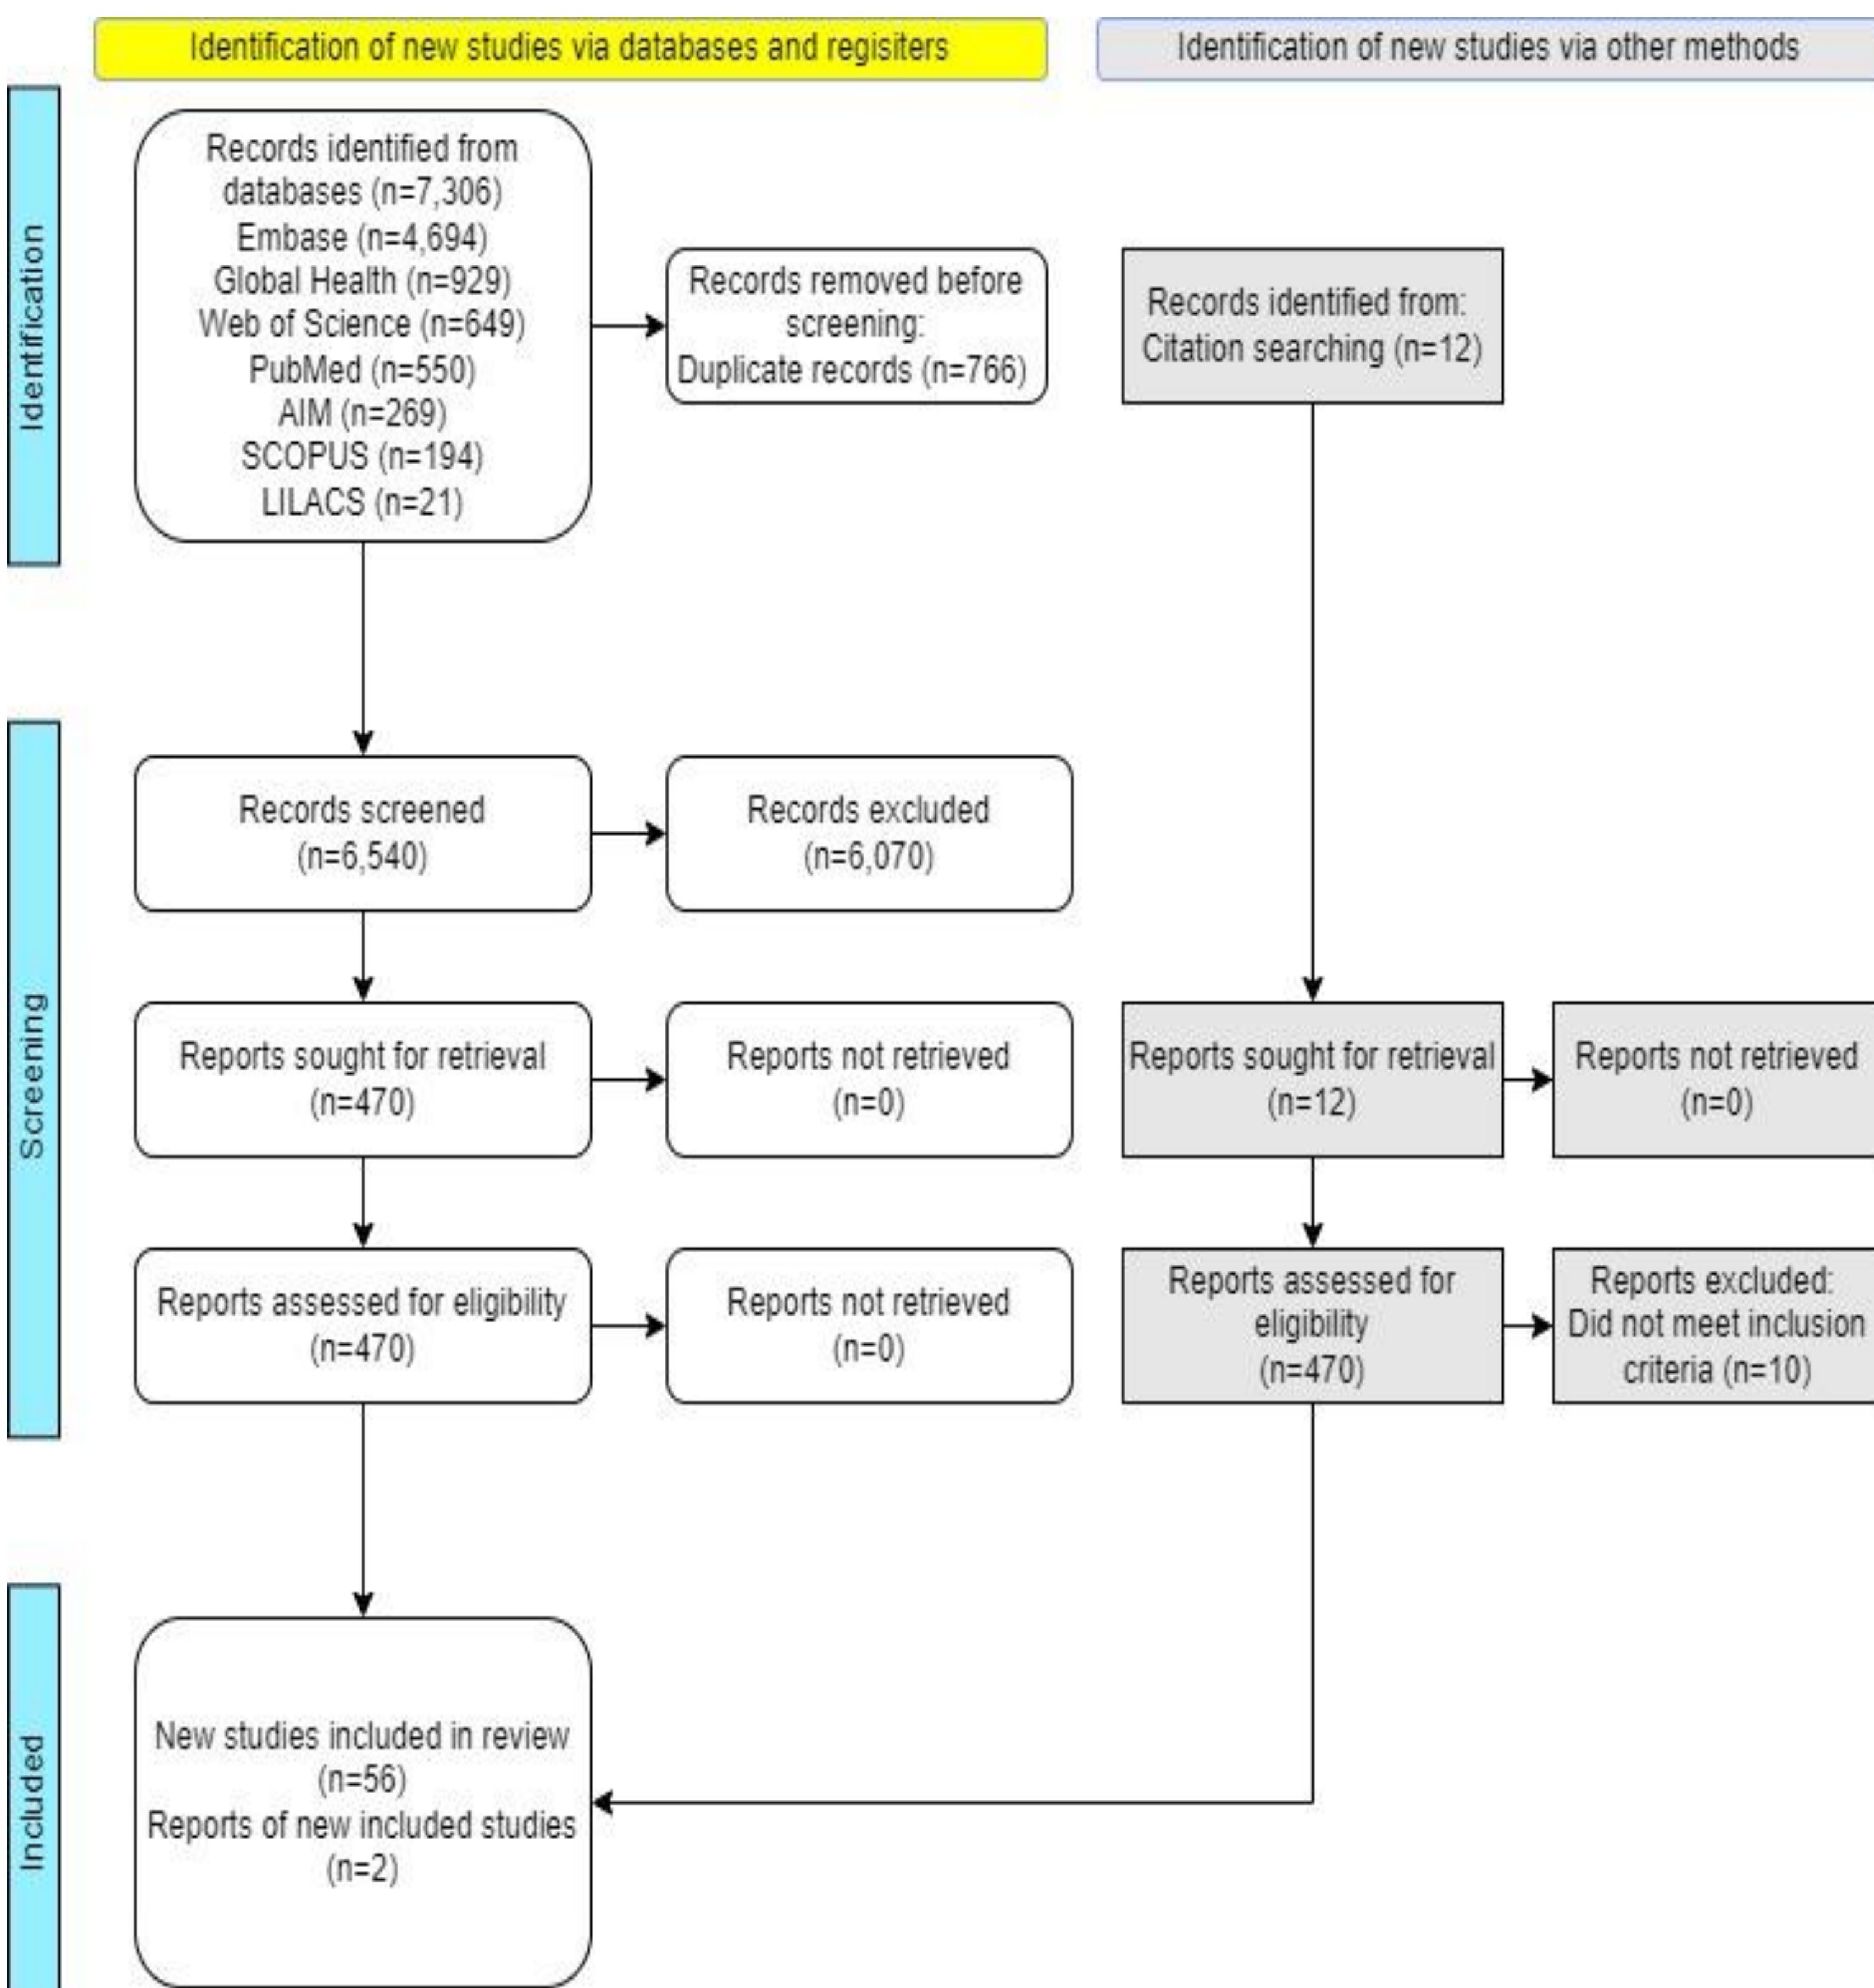 Identification of new studies via databases and regisiters
Identification of new studies via other methods
Identification
Records identified from
databases (n=7,306)
Embase (n=4,694)
Global Health (n=929)
Web of Science (n=649)
PubMed (n=550)
AIM (n=269)
SCOPUS (n=194)
LILACS (n=21)
Records removed before
screening:
Duplicate records (n=766)
Records identified from:
Citation searching (n=12)
Screening
Records screened
(n=6,540)
Records excluded
(n=6,070)
Reports sought for retrieval
(n=470)
Reports not retrieved
(n=0)
Reports sought for retrieval
(n=12)
Reports not retrieved
(n=0)
Reports assessed for eligibility
(n=470)
Reports not retrieved
(n=0)
Reports assessed for
eligibility
(n=470)
Reports excluded:
Did not meet inclusion
criteria (n=10)
Included
New studies included in review
(n=56)
Reports of new included studies
(n=2)